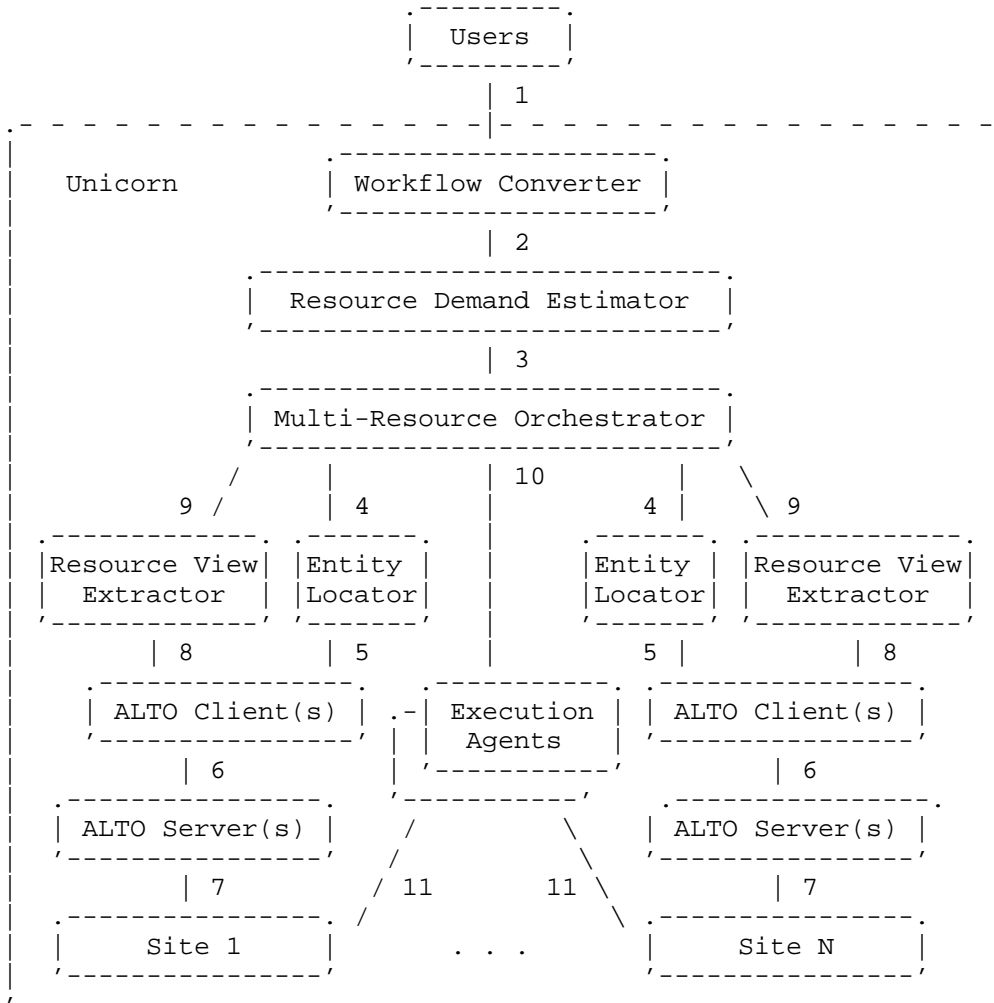 Users
1
Unicorn Workflow Converter
2
Resource Demand Estimator
3
Multi-Resource Orchestrator
10
9 4 4 9
Resource View Entity Entity Resource View
Extractor Locator Locator Extractor
8 5 5 8
ALTO Client(s) Execution ALTO Client(s)
Agents
6 6
ALTO Server(s) ALTO Server(s)
7 11 11 7
Site 1 . . . Site N